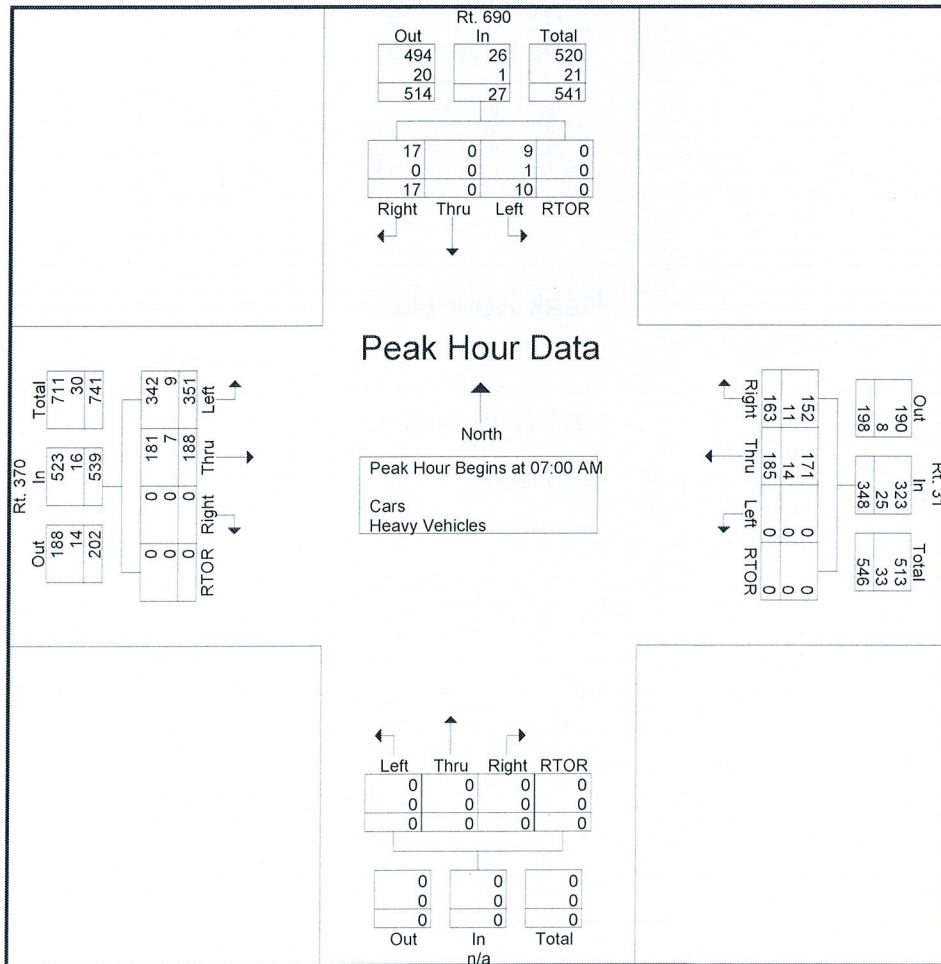 Rt. 690
Out In Total
494 26 520
20 1 21
514 27 541
17 0 9 0
0 0 1 0
17 0 10 0
Right Thru Left RTOR
Peak Hour Data
North
Peak Hour Begins at 07:00 AM
Cars
Heavy Vehicles
Rt. 370
Total In Out
711 523 188
30 16 14
741 539 202
342 181 0 0
9 7 0 0
351 188 0 0
Left Thru Right RTOR
Rt. 31
Out In Total
190 323 513
8 25 33
198 348 546
152 171 0 0
11 14 0 0
163 185 0 0
Right Thru Left RTOR
Left Thru Right RTOR
0 0 0 0
0 0 0 0
0 0 0 0
0 0 0
0 0 0
0 0 0
Out In Total
n/a